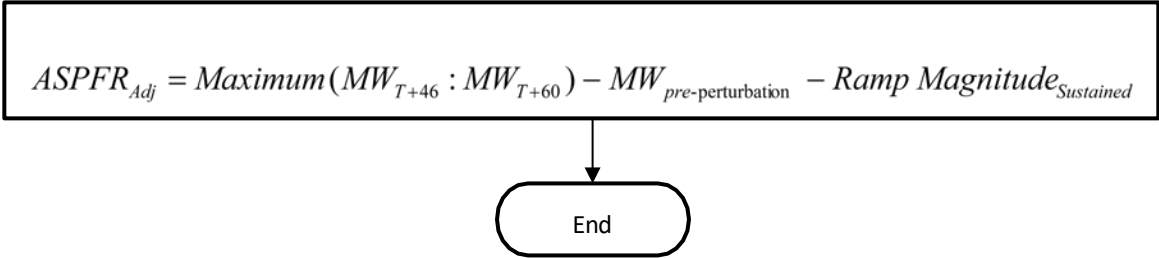 ASPFR_Adj = Maximum(MW_T+46 : MW_T+60) − MW_pre-perturbation − Ramp Magnitude_Sustained
End